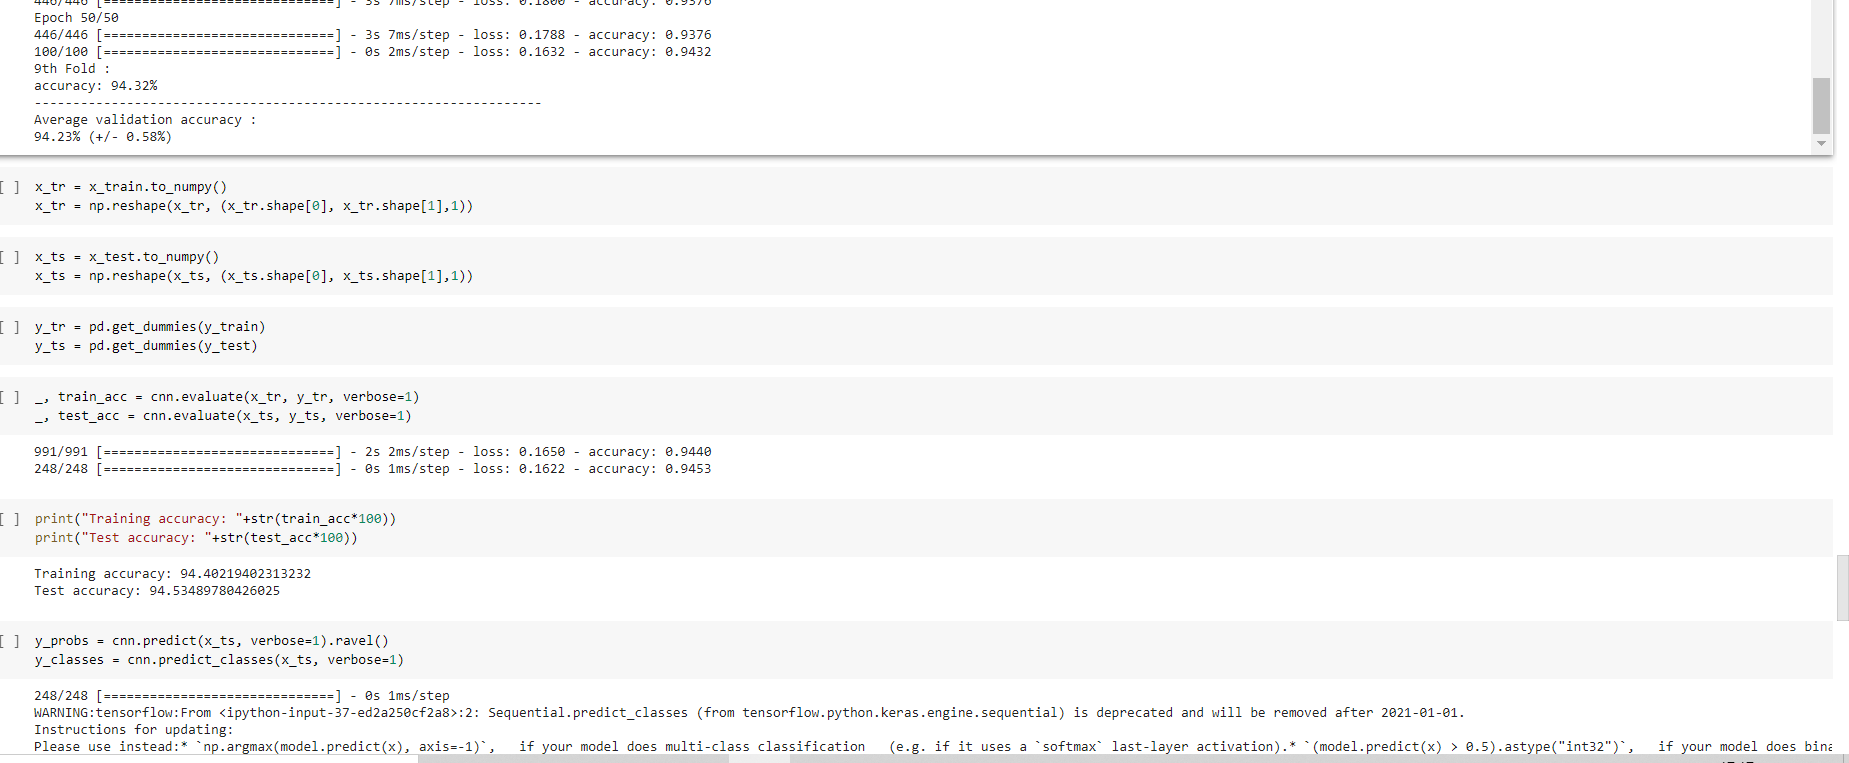 446/446 [==============================] - 3s 7ms/step - loss: 0.1800 - accuracy: 0.9376
Epoch 50/50
446/446 [==============================] - 3s 7ms/step - loss: 0.1788 - accuracy: 0.9376
100/100 [==============================] - 0s 2ms/step - loss: 0.1632 - accuracy: 0.9432
9th Fold :
accuracy: 94.32%
------------------------------------------------------------------
Average validation accuracy :
94.23% (+/- 0.58%)
[ ] x_tr = x_train.to_numpy()
x_tr = np.reshape(x_tr, (x_tr.shape[0], x_tr.shape[1],1))
[ ] x_ts = x_test.to_numpy()
x_ts = np.reshape(x_ts, (x_ts.shape[0], x_ts.shape[1],1))
[ ] y_tr = pd.get_dummies(y_train)
y_ts = pd.get_dummies(y_test)
[ ] _, train_acc = cnn.evaluate(x_tr, y_tr, verbose=1)
_, test_acc = cnn.evaluate(x_ts, y_ts, verbose=1)
991/991 [==============================] - 2s 2ms/step - loss: 0.1650 - accuracy: 0.9440
248/248 [==============================] - 0s 1ms/step - loss: 0.1622 - accuracy: 0.9453
[ ] print("Training accuracy: "+str(train_acc*100))
print("Test accuracy: "+str(test_acc*100))
Training accuracy: 94.40219402313232
Test accuracy: 94.53489780426025
[ ] y_probs = cnn.predict(x_ts, verbose=1).ravel()
y_classes = cnn.predict_classes(x_ts, verbose=1)
248/248 [==============================] - 0s 1ms/step
WARNING:tensorflow:From <ipython-input-37-ed2a250cf2a8>:2: Sequential.predict_classes (from tensorflow.python.keras.engine.sequential) is deprecated and will be removed after 2021-01-01.
Instructions for updating:
Please use instead:* `np.argmax(model.predict(x), axis=-1)`,   if your model does multi-class classification   (e.g. if it uses a `softmax` last-layer activation).* `(model.predict(x) > 0.5).astype("int32")`,   if your model does bina